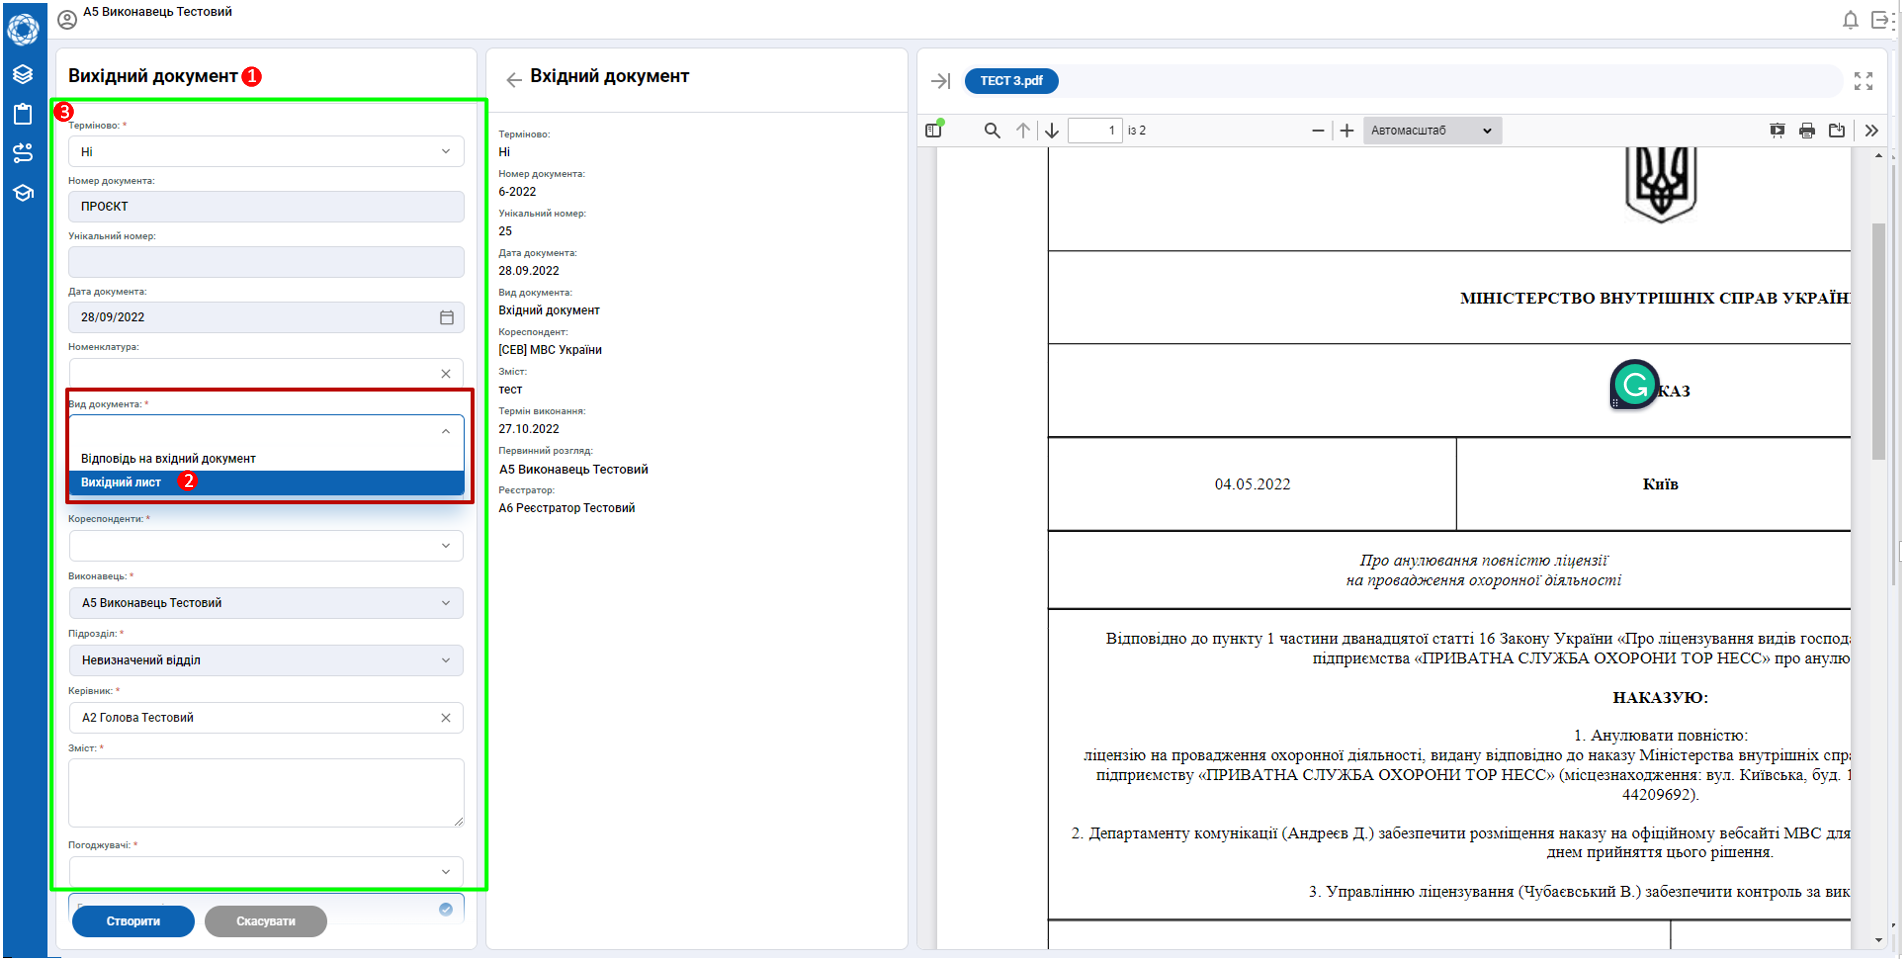 А5 Виконавець Тестовий
Вихідний документ 1
3
Терміново: *
Ні
Номер документа:
ПРОЄКТ
Унікальний номер:
Дата документа:
28/09/2022
Номенклатура:
Вид документа: *
Відповідь на вхідний документ
Вихідний лист 2
Кореспонденти: *
Виконавець: *
А5 Виконавець Тестовий
Підрозділ: *
Невизначений відділ
Керівник: *
А2 Голова Тестовий
Зміст: *
Погоджувачі: *
Створити
Скасувати
Вхідний документ
Терміново:
Ні
Номер документа:
6-2022
Унікальний номер:
25
Дата документа:
28.09.2022
Вид документа:
Вхідний документ
Кореспондент:
[СЕВ] МВС України
Зміст:
тест
Термін виконання:
27.10.2022
Первинний розгляд:
А5 Виконавець Тестовий
Реєстратор:
А6 Реєстратор Тестовий
ТЕСТ 3.pdf
1 із 2
Автомасштаб
МІНІСТЕРСТВО ВНУТРІШНІХ СПРАВ УКРАЇН
КАЗ
04.05.2022
Київ
Про анулювання повністю ліцензії
на провадження охоронної діяльності
Відповідно до пункту 1 частини дванадцятої статті 16 Закону України «Про ліцензування видів господа
підприємства «ПРИВАТНА СЛУЖБА ОХОРОНИ ТОР НЕСС» про анулю
НАКАЗУЮ:
1. Анулювати повністю:
ліцензію на провадження охоронної діяльності, видану відповідно до наказу Міністерства внутрішніх спра
підприємству «ПРИВАТНА СЛУЖБА ОХОРОНИ ТОР НЕСС» (місцезнаходження: вул. Київська, буд. 1
44209692).
2. Департаменту комунікації (Андреєв Д.) забезпечити розміщення наказу на офіційному вебсайті МВС для
днем прийняття цього рішення.
3. Управлінню ліцензування (Чубаєвський В.) забезпечити контроль за вик